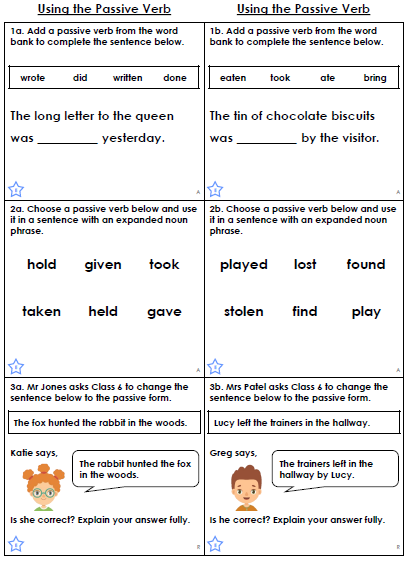 Using the Passive Verb
Using the Passive Verb
1a. Add a passive verb from the word
bank to complete the sentence below.
wrote did written done
The long letter to the queen
was _________ yesterday.
A
1b. Add a passive verb from the word
bank to complete the sentence below.
eaten took ate bring
The tin of chocolate biscuits
was _________ by the visitor.
A
2a. Choose a passive verb below and use
it in a sentence with an expanded noun
phrase.
hold given took
taken held gave
A
2b. Choose a passive verb below and use
it in a sentence with an expanded noun
phrase.
played lost found
stolen find play
A
3a. Mr Jones asks Class 6 to change the
sentence below to the passive form.
The fox hunted the rabbit in the woods.
Katie says,
The rabbit hunted the fox
in the woods.
Is she correct? Explain your answer fully.
R
3b. Mrs Patel asks Class 6 to change the
sentence below to the passive form.
Lucy left the trainers in the hallway.
Greg says,
The trainers left in the
hallway by Lucy.
Is he correct? Explain your answer fully.
R